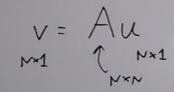 v = Au
N×1 N×1
N×N